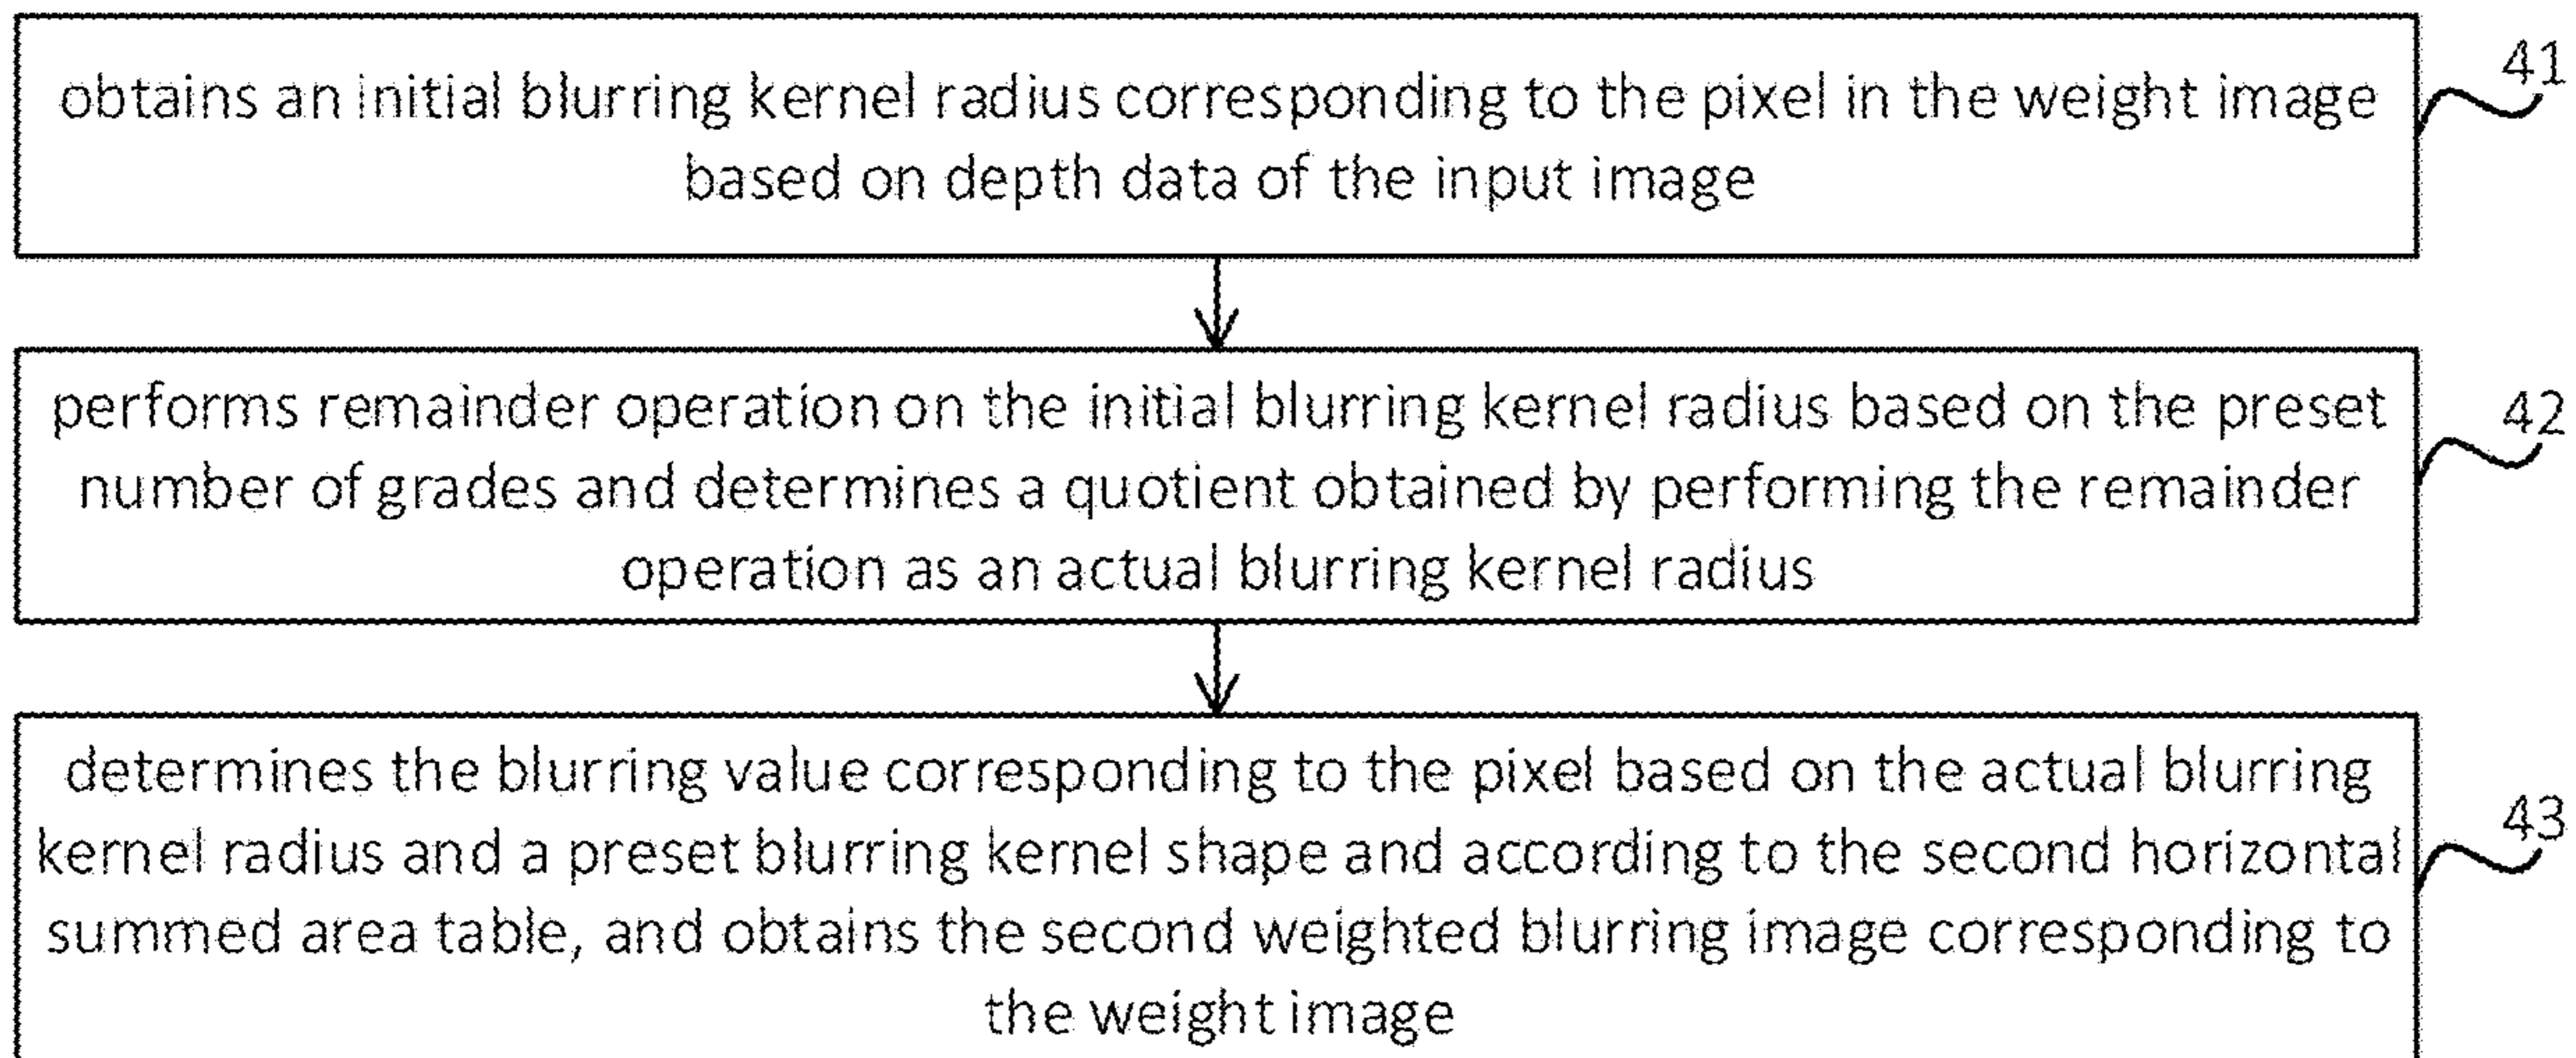 obtains an initial blurring kernel radius corresponding to the pixel in the weight image
based on depth data of the input image
41
performs remainder operation on the initial blurring kernel radius based on the preset
number of grades and determines a quotient obtained by performing the remainder
operation as an actual blurring kernel radius
42
determines the blurring value corresponding to the pixel based on the actual blurring
kernel radius and a preset blurring kernel shape and according to the second horizontal
summed area table, and obtains the second weighted blurring image corresponding to
the weight image
43